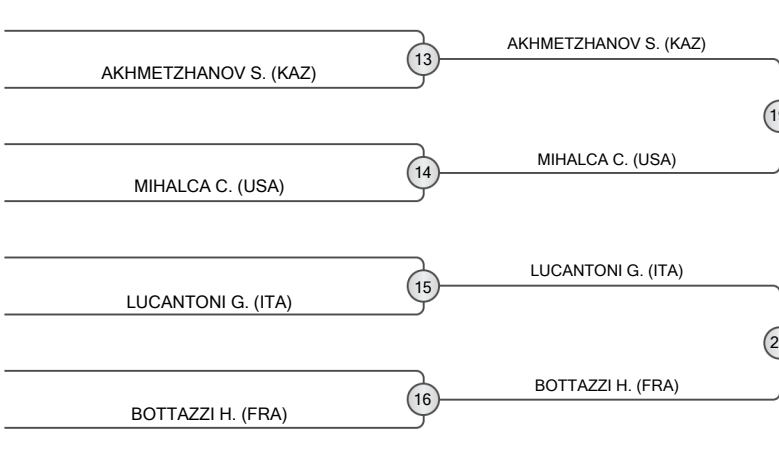 AKHMETZHANOV S. (KAZ)
13
AKHMETZHANOV S. (KAZ)
MIHALCA C. (USA)
14
MIHALCA C. (USA)
LUCANTONI G. (ITA)
15
LUCANTONI G. (ITA)
BOTTAZZI H. (FRA)
16
BOTTAZZI H. (FRA)